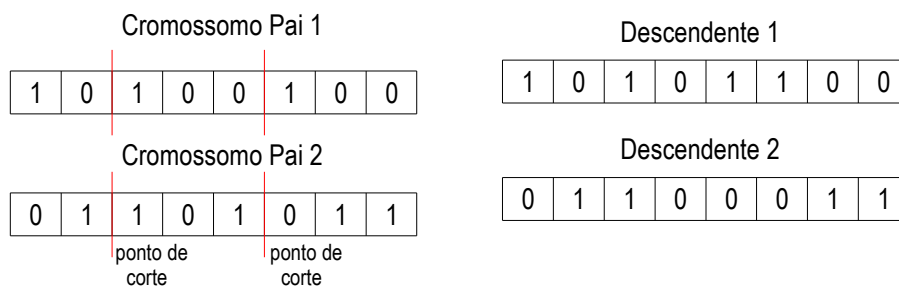 Cromossomo Pai 1
1 0 1 0 0 1 0 0
Cromossomo Pai 2
0 1 1 0 1 0 1 1
ponto de
corte
ponto de
corte
Descendente 1
1 0 1 0 1 1 0 0
Descendente 2
0 1 1 0 0 0 1 1